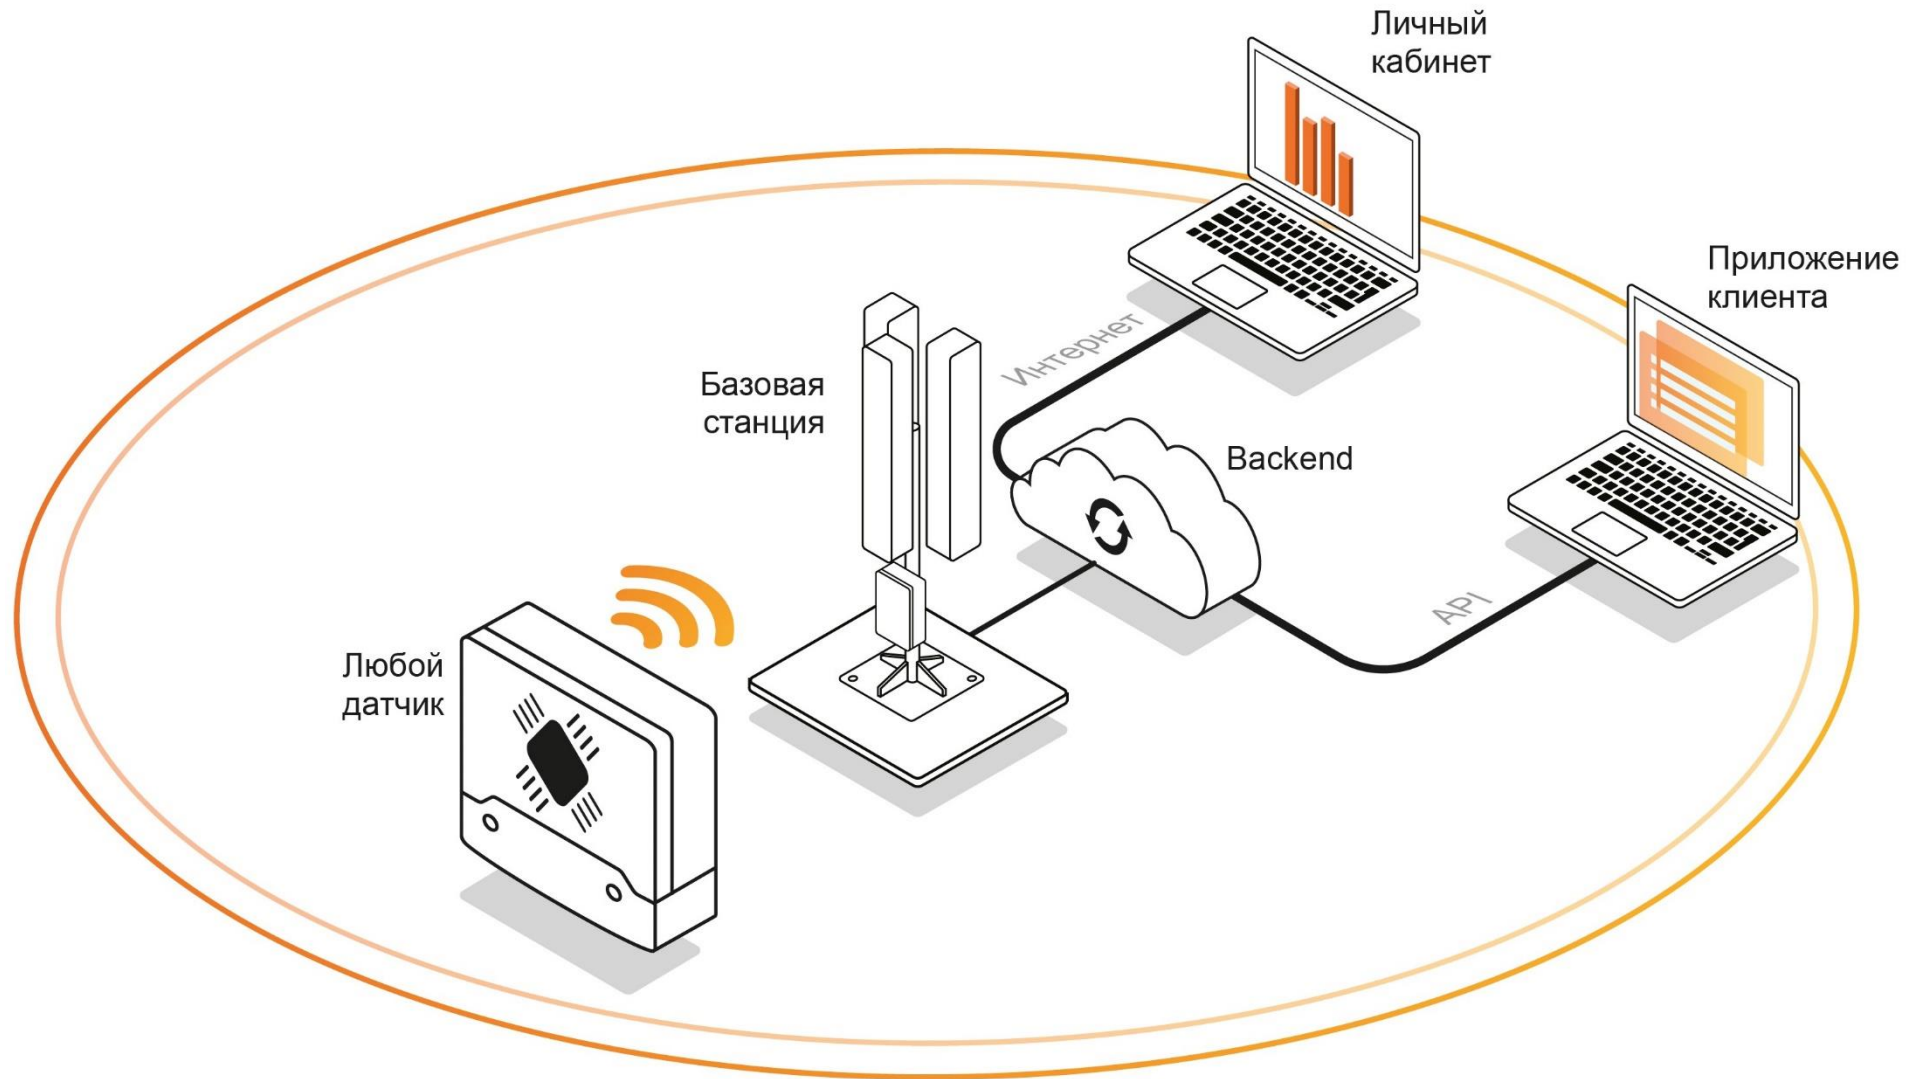 Личный
кабинет
Приложение
клиента
Интернет
Базовая
станция
Backend
API
Любой
датчик